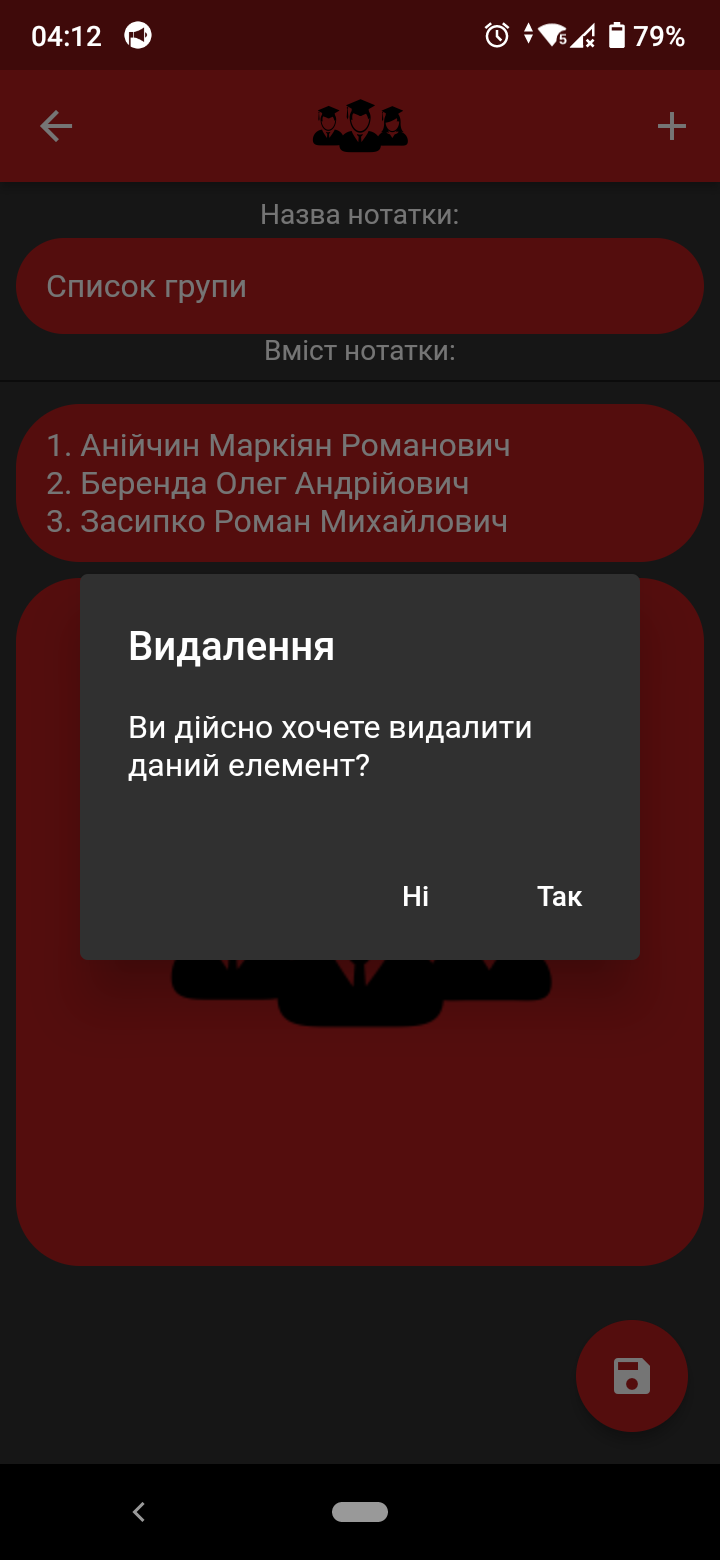 04:12
5
79%
Назва нотатки:
Список групи
Вміст нотатки:
1. Анійчин Маркіян Романович
2. Беренда Олег Андрійович
3. Засипко Роман Михайлович
Видалення
Ви дійсно хочете видалити
даний елемент?
Ні
Так